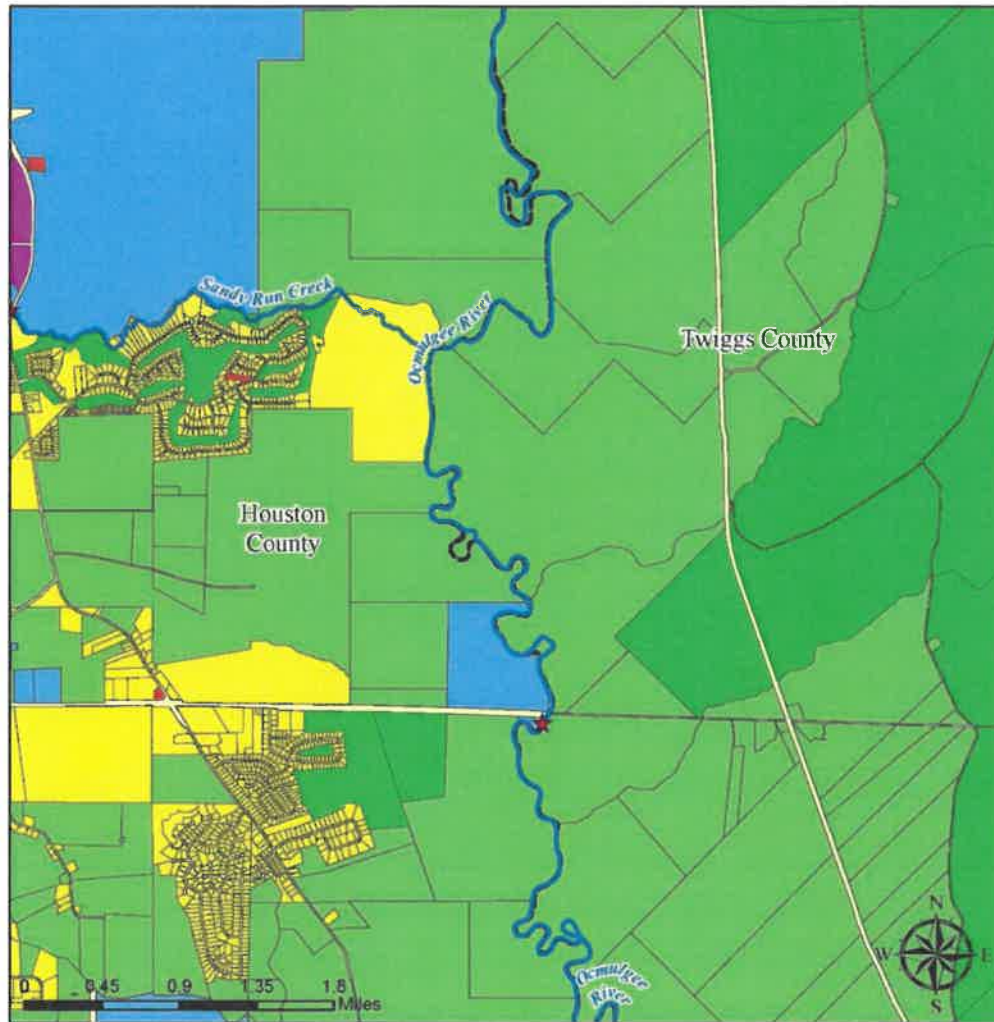 Sandy Run Creek
Ocmulgee River
Twiggs County
Houston
County
Ocmulgee
River
N
W E
S
0 0.45 0.9 1.35 1.8
Miles